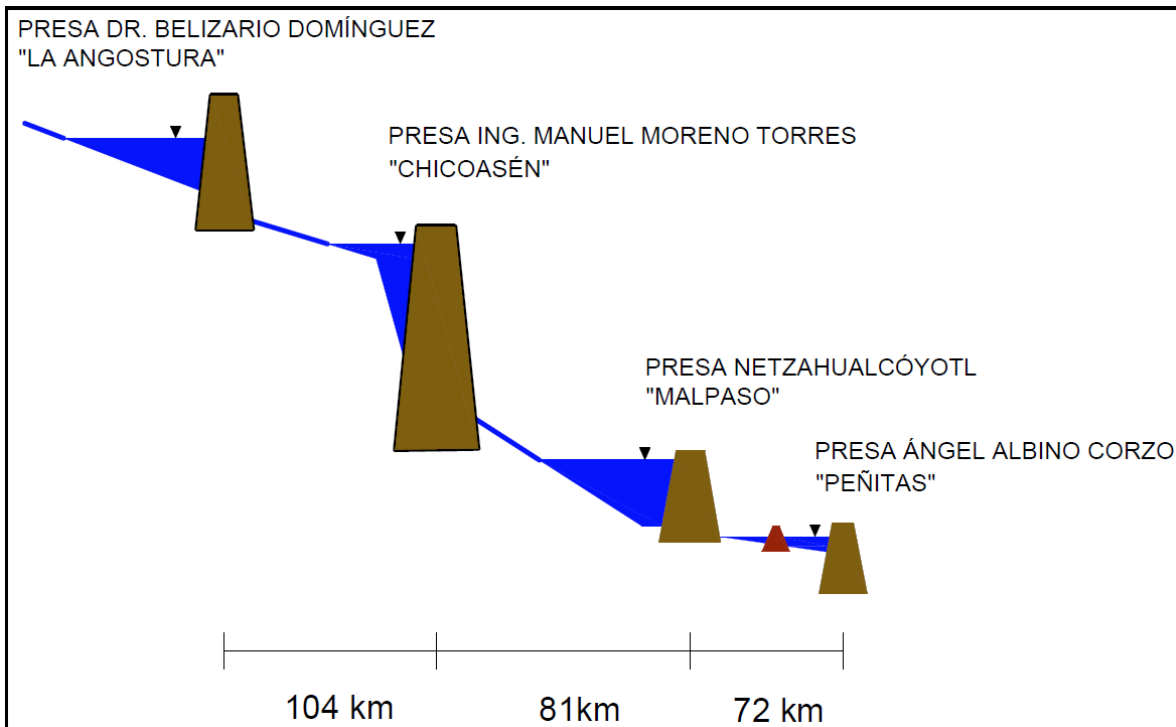 PRESA DR. BELIZARIO DOMÍNGUEZ
"LA ANGOSTURA"
PRESA ING. MANUEL MORENO TORRES
"CHICOASÉN"
PRESA NETZAHUALCÓYOTL
"MALPASO"
PRESA ÁNGEL ALBINO CORZO
"PEÑITAS"
104 km
81km
72 km